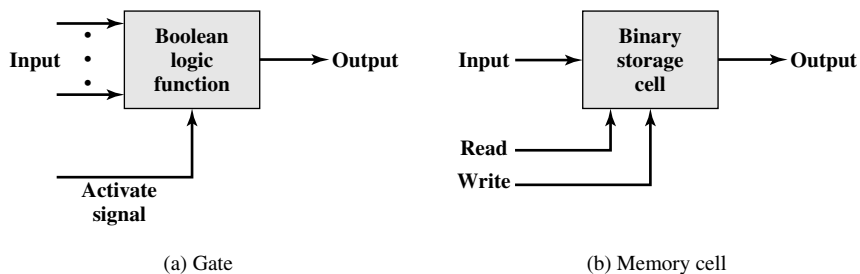 Input
Boolean
logic
function
Output
Activate
signal
(a) Gate
Input
Binary
storage
cell
Output
Read
Write
(b) Memory cell